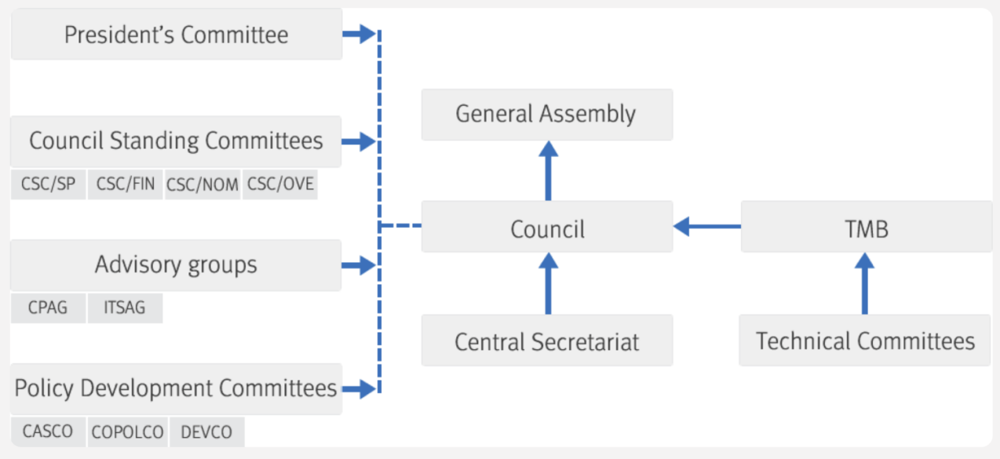 President's Committee
General Assembly
Council Standing Committees
CSC/SP CSC/FIN CSC/NOM CSC/OVE
Council
TMB
Advisory groups
CPAG ITSAG
Central Secretariat
Technical Committees
Policy Development Committees
CASCO COPOLCO DEVCO